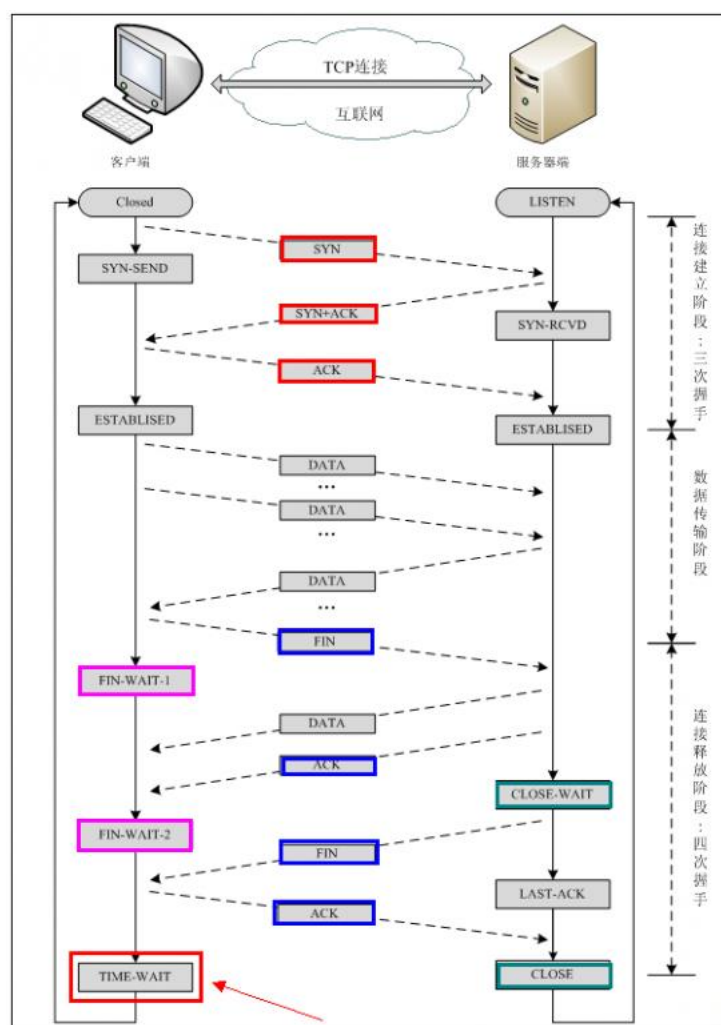 TCP连接
互联网
客户端
服务器端
Closed
LISTEN
SYN
SYN-SEND
SYN+ACK
SYN-RCVD
ACK
ESTABLISED
ESTABLISED
连接建立阶段：三次握手
DATA
...
DATA
...
DATA
...
数据传输阶段
FIN
FIN-WAIT-1
DATA
ACK
CLOSE-WAIT
FIN-WAIT-2
FIN
LAST-ACK
ACK
TIME-WAIT
CLOSE
连接释放阶段：四次握手